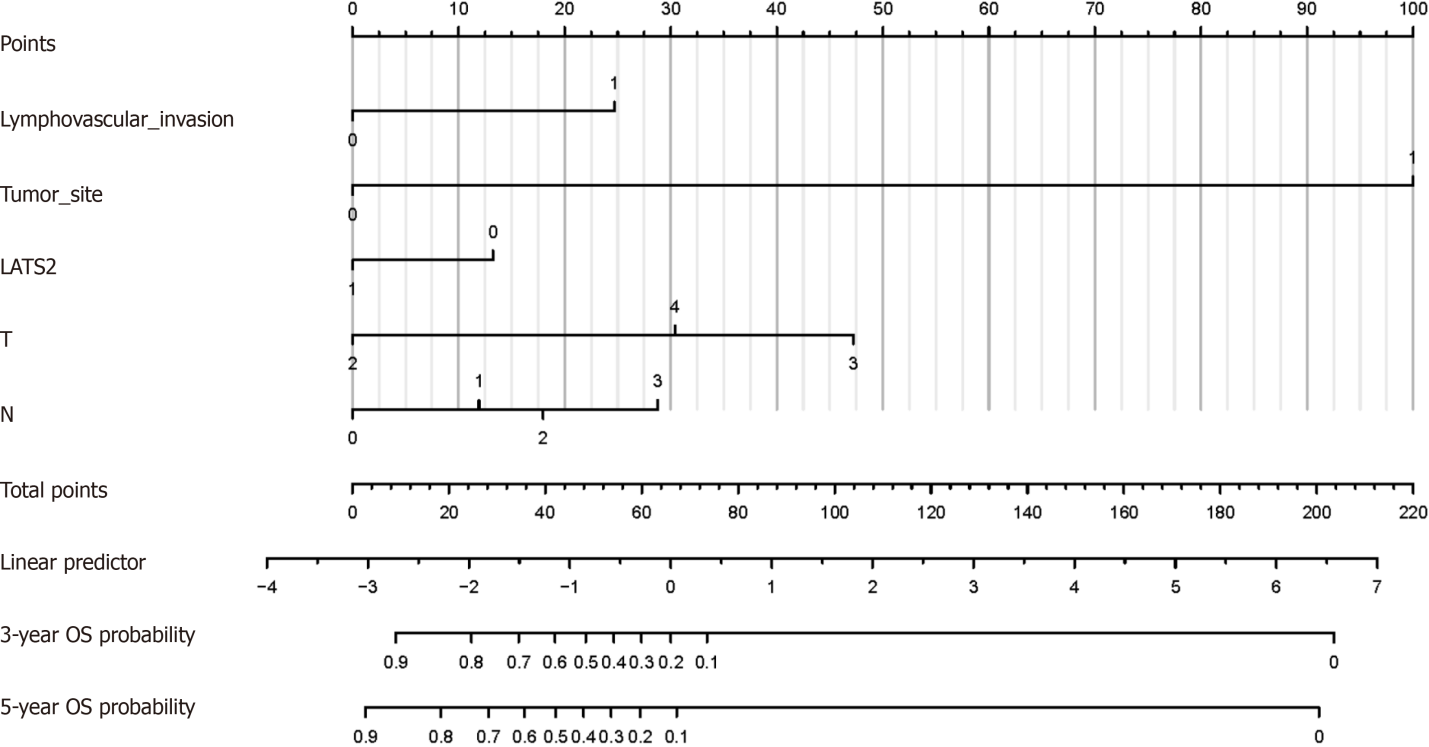 0 10 20 30 40 50 60 70 80 90 100
Points
1
Lymphovascular_invasion
0
1
Tumor_site
0
0
LATS2
1
4
T
2 3
1 3
N
0 2
Total points
0 20 40 60 80 100 120 140 160 180 200 220
Linear predictor
−4 −3 −2 −1 0 1 2 3 4 5 6 7
3-year OS probability
0.9 0.8 0.7 0.6 0.5 0.4 0.3 0.2 0.1 0
5-year OS probability
0.9 0.8 0.7 0.6 0.5 0.4 0.3 0.2 0.1 0